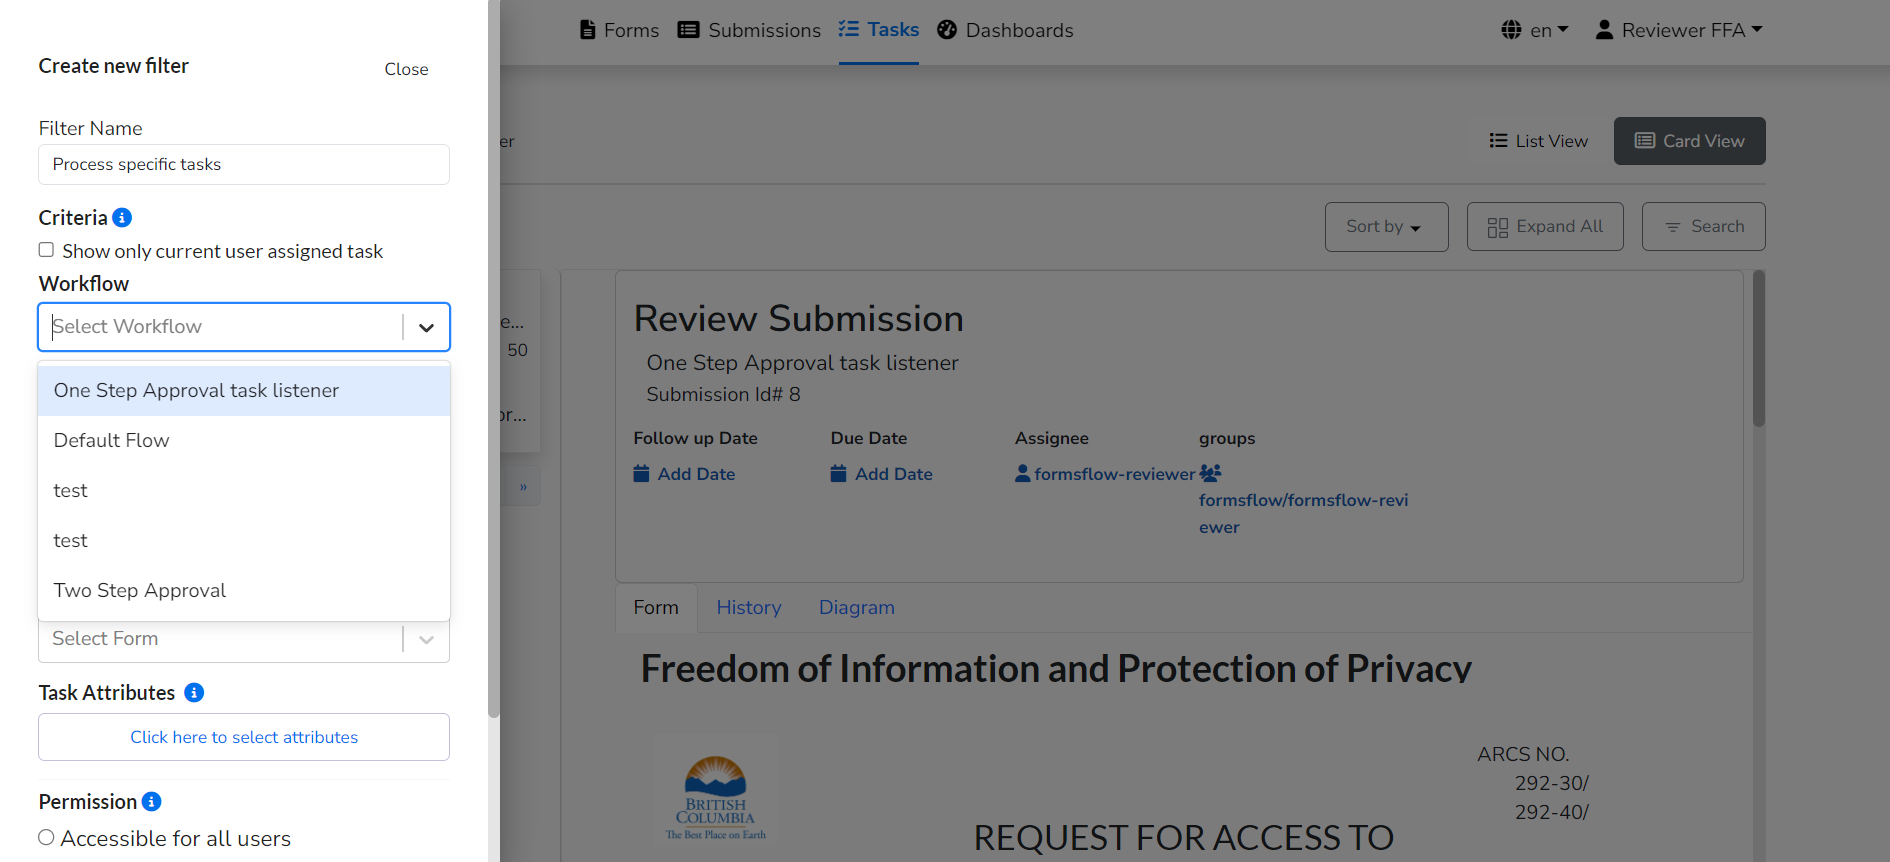 Create new filter
Close
Filter Name
Process specific tasks
Criteria
Show only current user assigned task
Workflow
Select Workflow
One Step Approval task listener
Default Flow
test
test
Two Step Approval
Select Form
Task Attributes
Click here to select attributes
Permission
Accessible for all users
Forms
Submissions
Tasks
Dashboards
en
Reviewer FFA
er
List View
Card View
Sort by
Expand All
Search
e...
50
or...
»
Review Submission
One Step Approval task listener
Submission Id# 8
Follow up Date
Due Date
Assignee
groups
Add Date
Add Date
formsflow-reviewer
formsflow/formsflow-revi
ewer
Form
History
Diagram
Freedom of Information and Protection of Privacy
BRITISH
COLUMBIA
The Best Place on Earth
ARCS NO.
292-30/
292-40/
REQUEST FOR ACCESS TO